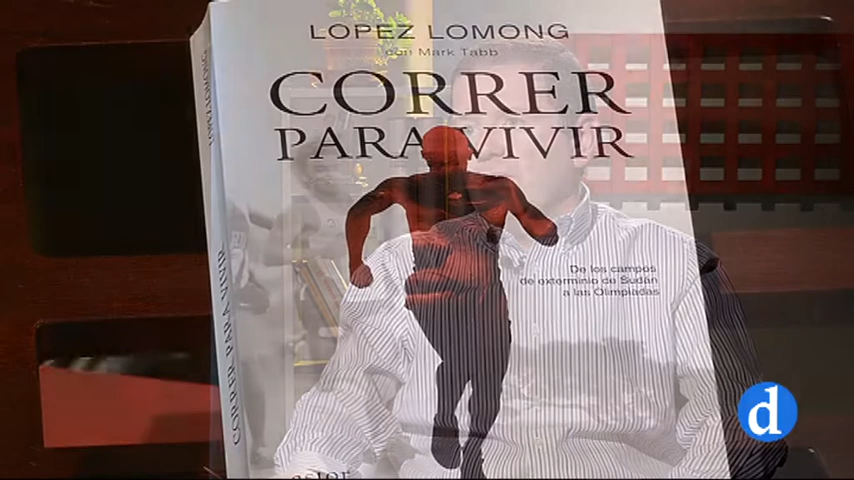 LOPEZ LOMONG
con Mark Tabb
CORRER
PARA VIVIR
De los campos
de exterminio de Sudán
a las Olimpiadas
CORRER PARA VIVIR
d